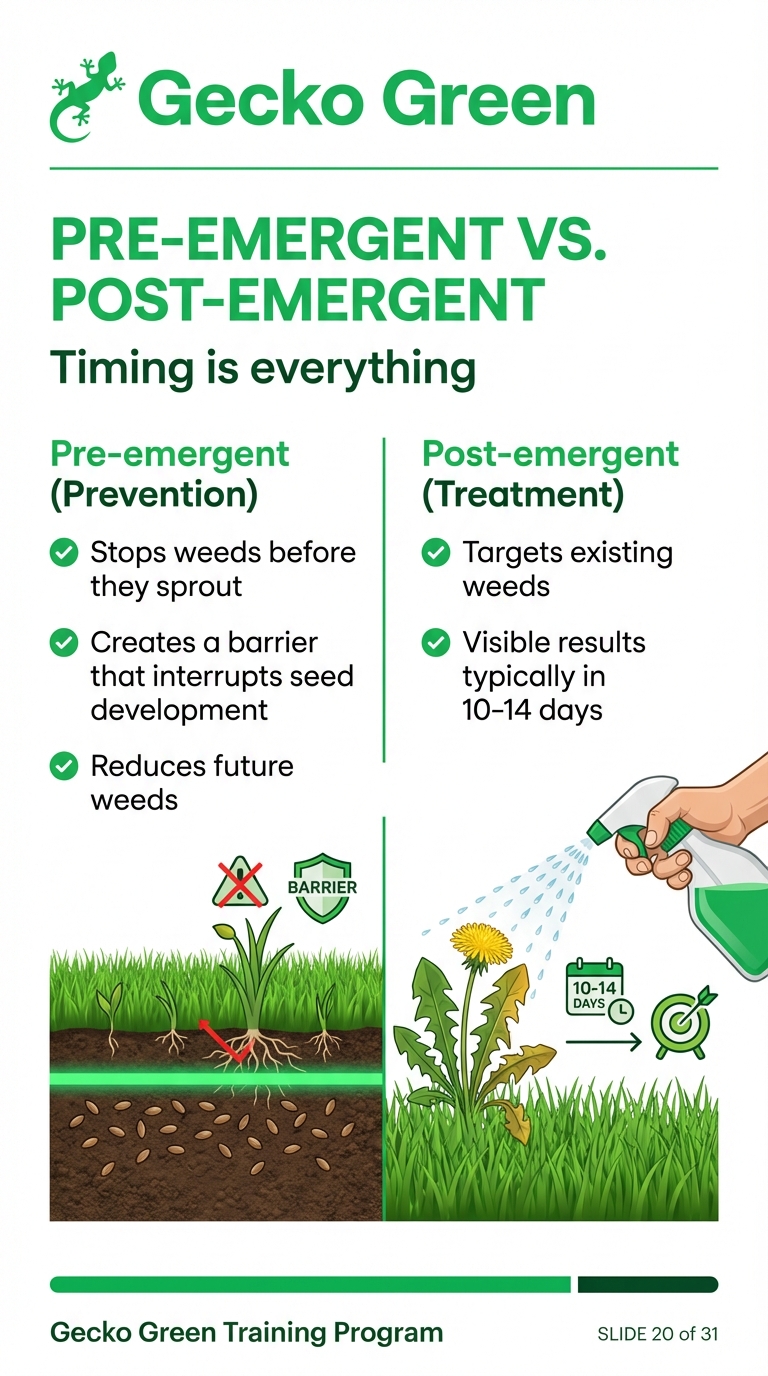 Gecko Green
PRE-EMERGENT VS.
POST-EMERGENT
Timing is everything
Pre-emergent
(Prevention)
Stops weeds before
they sprout
Creates a barrier
that interrupts seed
development
Reduces future
weeds
Post-emergent
(Treatment)
Targets existing
weeds
Visible results
typically in
10–14 days
BARRIER
10-14
DAYS
Gecko Green Training Program
SLIDE 20 of 31